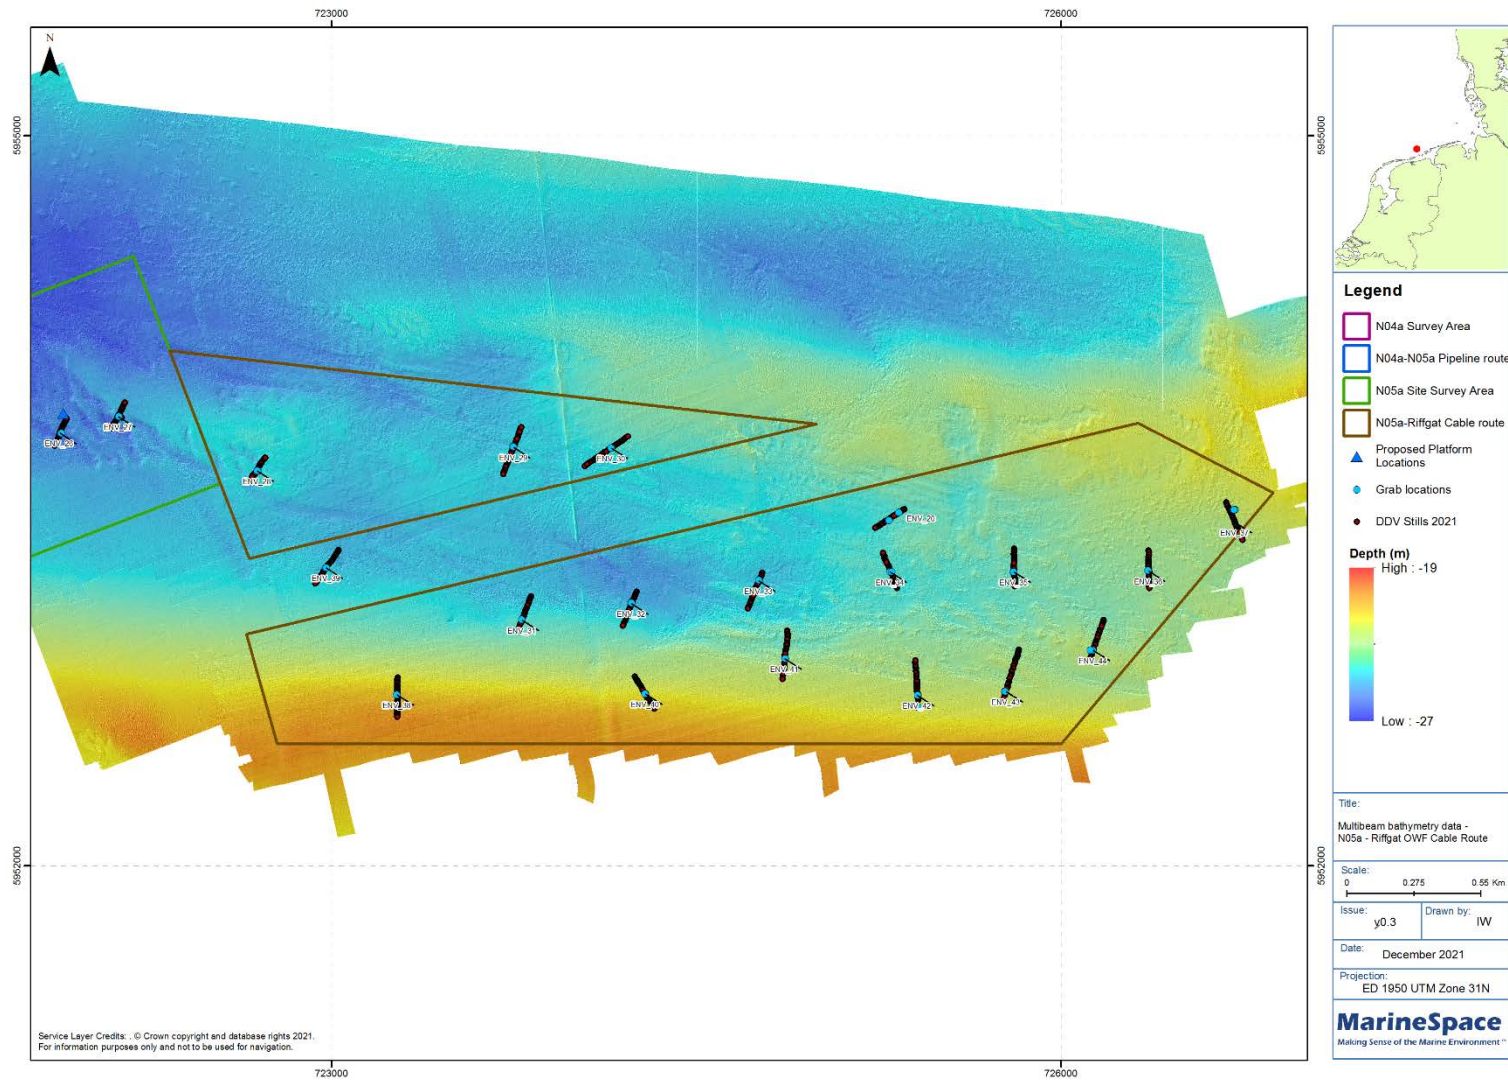 723000
726000
N
5955000
5955000
ENV_26
ENV_27
ENV_28
ENV_29
ENV_30
ENV_20
ENV_37
ENV_39
ENV_34
ENV_35
ENV_36
ENV_33
ENV_32
ENV_31
ENV_41
ENV_44
ENV_38
ENV_40
ENV_42
ENV_43
5952000
5952000
Service Layer Credits: . © Crown copyright and database rights 2021.
For information purposes only and not to be used for navigation.
723000
726000
Legend
N04a Survey Area
N04a-N05a Pipeline route
N05a Site Survey Area
N05a-Riffgat Cable route
Proposed Platform
Locations
Grab locations
DDV Stills 2021
Depth (m)
High : -19
Low : -27
Title:
Multibeam bathymetry data -
N05a - Riffgat OWF Cable Route
Scale:
0 0.275 0.55 Km
Issue: Drawn by:
v0.3 IW
Date:
December 2021
Projection:
ED 1950 UTM Zone 31N
MarineSpace
Making Sense of the Marine Environment™